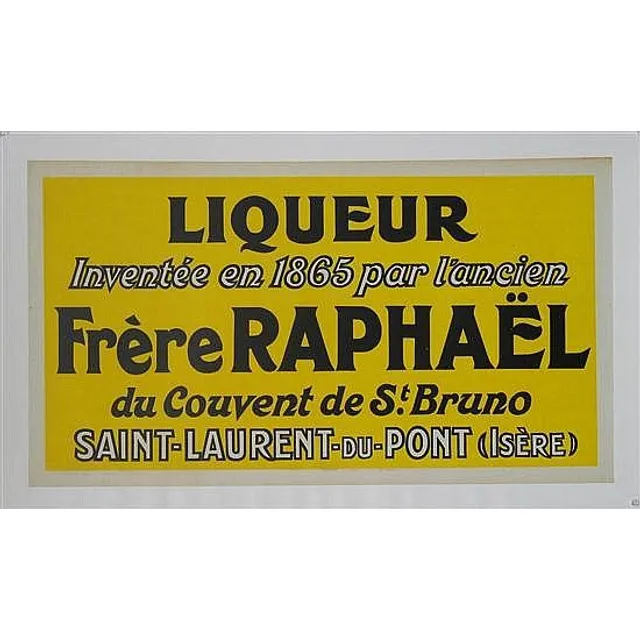 LIQUEUR
Inventée en 1865 par l'ancien
Frère RAPHAËL
du Couvent de St. Bruno
SAINT-LAURENT-DU-PONT (ISÈRE)